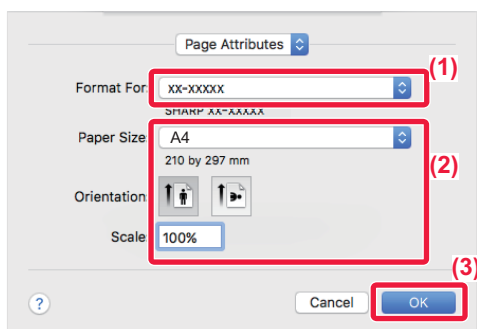 Page Attributes
(1)
Format For: xx-xxxxx
SHARP xx-xxxxx
Paper Size: A4
210 by 297 mm
(2)
Orientation:
Scale: 100%
(3)
? Cancel OK